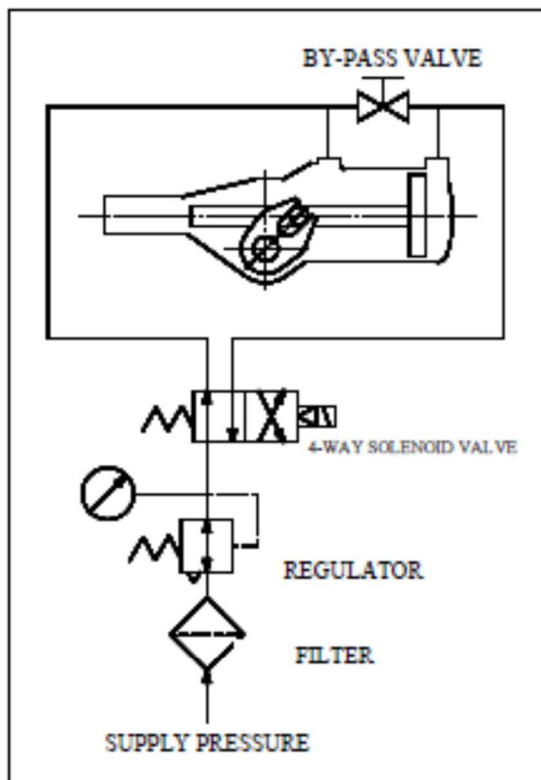 BY-PASS VALVE
4-WAY SOLENOID VALVE
REGULATOR
FILTER
SUPPLY PRESSURE